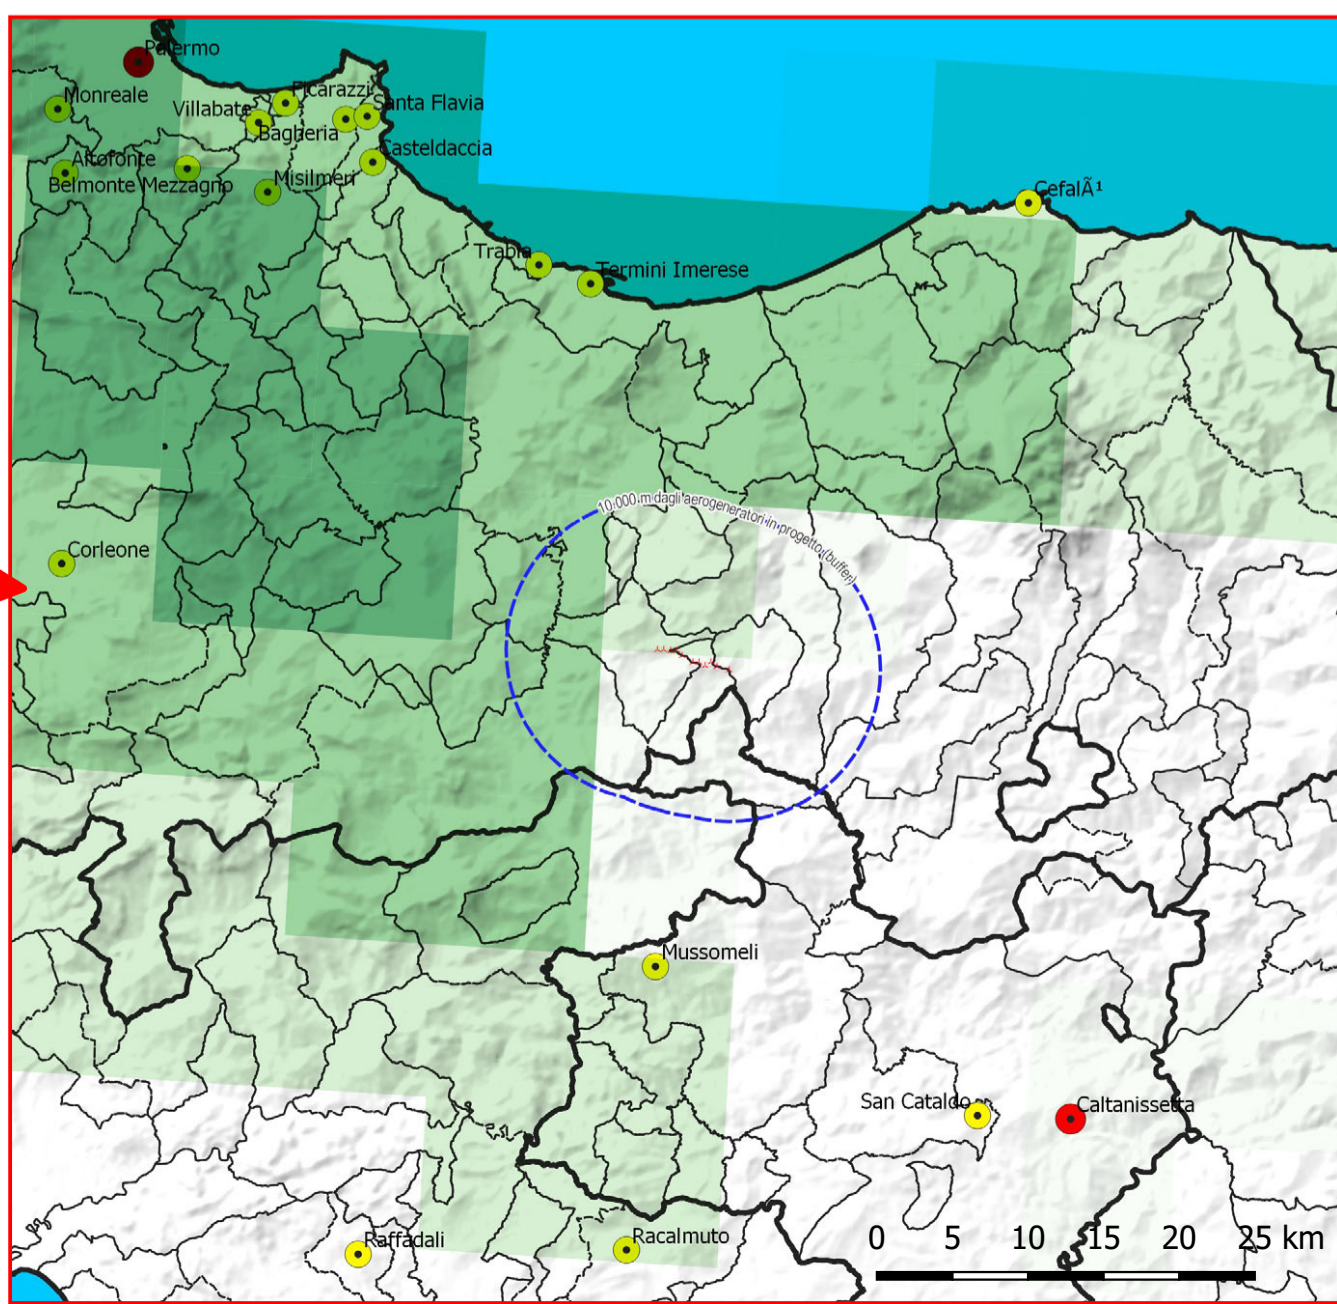 Palermo
Monreale
Ficarazzi
Villabate
Santa Flavia
Bagheria
Casteldaccia
Altofonte
Belmonte Mezzagno
Misilmeri
CefalÃ¹
Trabia
Termini Imerese
10.000 m dagli aerogeneratori in progetto (buffer)
Corleone
Mussomeli
San Cataldo
Caltanissetta
Raffadali
Racalmuto
0 5 10 15 20 25 km